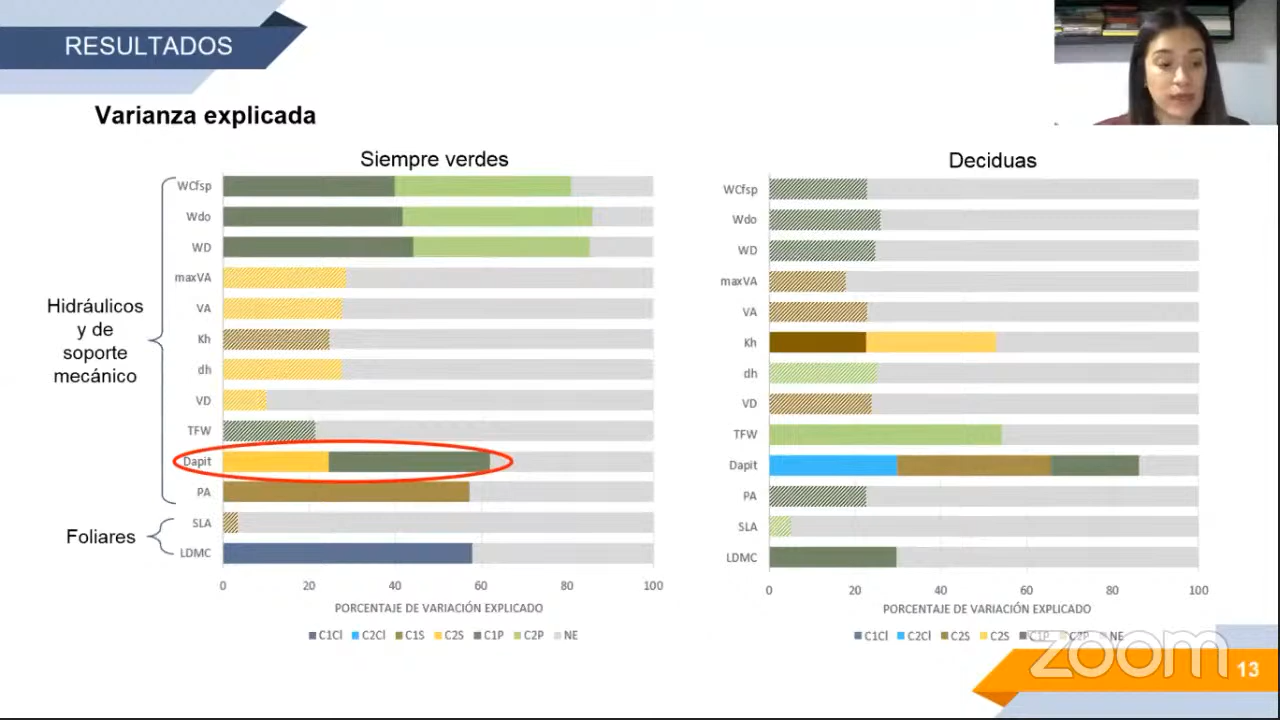 RESULTADOS
Varianza explicada
Siempre verdes
WCfsp
Wdo
WD
maxVA
VA
Kh
dh
VD
TFW
Dapit
PA
SLA
LDMC
Hidráulicos
y de
soporte
mecánico
Foliares
0 20 40 60 80 100
PORCENTAJE DE VARIACIÓN EXPLICADO
C1Cl C2Cl C1S C2S C1P C2P NE
Deciduas
WCfsp
Wdo
WD
maxVA
VA
Kh
dh
VD
TFW
Dapit
PA
SLA
LDMC
0 20 40 60 80 100
PORCENTAJE DE VARIACIÓN EXPLICADO
C1Cl C2Cl C2S C2S C1P C2P NE
zoom
13